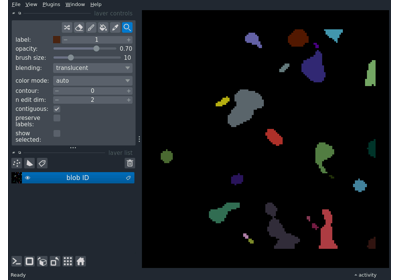 File View Plugins Window Help
layer controls
label: 1
opacity: 0.70
brush size: 10
blending: translucent
color mode: auto
contour: 0
n edit dim: 2
contiguous:
preserve
labels:
show
selected:
layer list
blob ID
Ready
activity